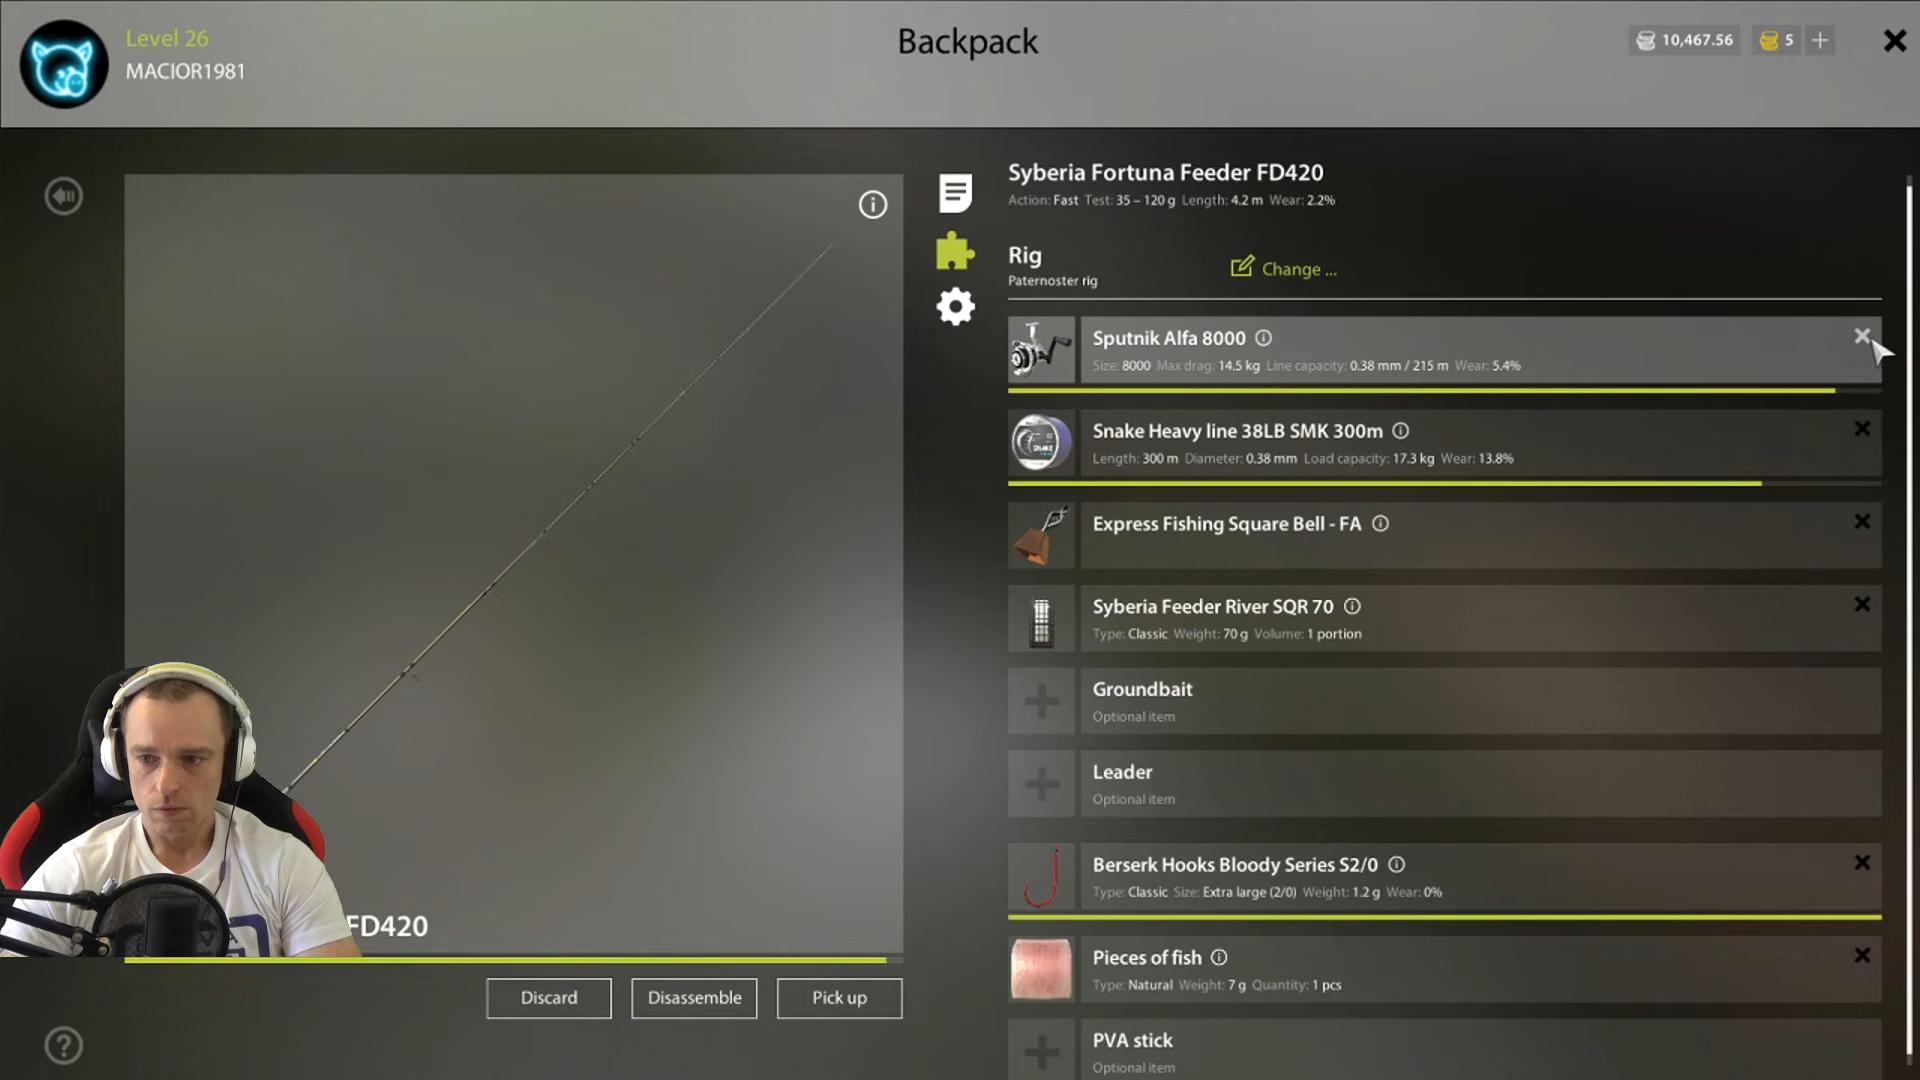 Level 26
MACIOR1981
Backpack
10,467.56
5
Syberia Fortuna Feeder FD420
Action: Fast Test: 35 – 120 g Length: 4.2 m Wear: 2.2%
Rig
Paternoster rig
Change ...
Sputnik Alfa 8000
Size: 8000 Max drag: 14.5 kg Line capacity: 0.38 mm / 215 m Wear: 5.4%
Snake Heavy line 38LB SMK 300m
Length: 300 m Diameter: 0.38 mm Load capacity: 17.3 kg Wear: 13.8%
Express Fishing Square Bell - FA
Syberia Feeder River SQR 70
Type: Classic Weight: 70 g Volume: 1 portion
Groundbait
Optional item
Leader
Optional item
Berserk Hooks Bloody Series S2/0
Type: Classic Size: Extra large (2/0) Weight: 1.2 g Wear: 0%
Pieces of fish
Type: Natural Weight: 7 g Quantity: 1 pcs
PVA stick
Optional item
FD420
Discard
Disassemble
Pick up